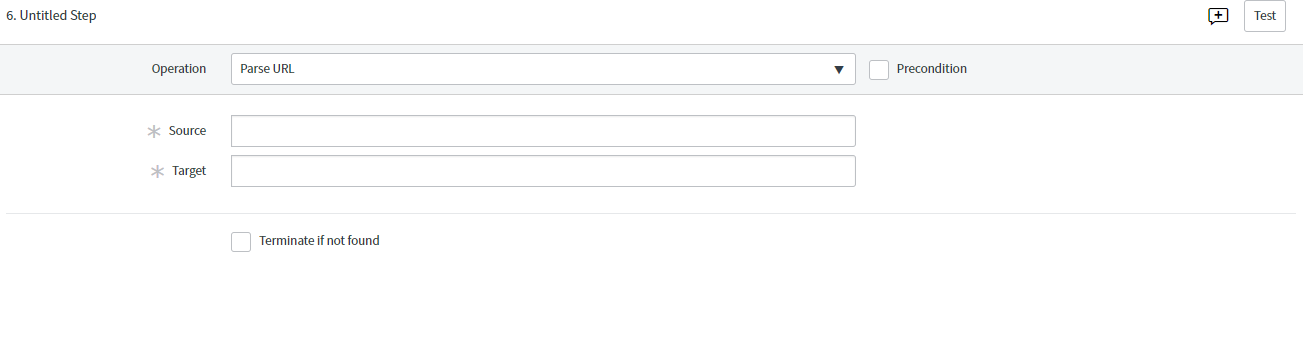 6. Untitled Step
Test
Operation
Parse URL
Precondition
Source
Target
Terminate if not found